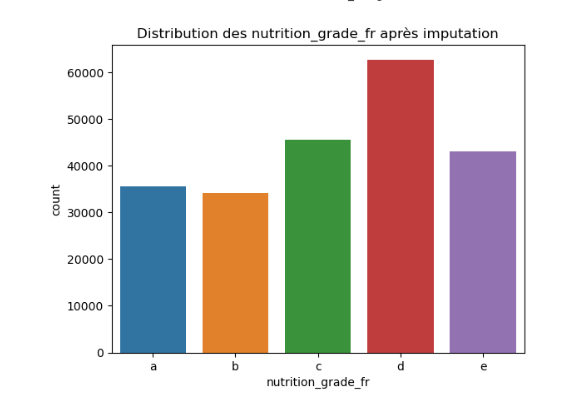 Distribution des nutrition_grade_fr après imputation
60000
50000
40000
30000
20000
10000
0
count
a b c d e
nutrition_grade_fr